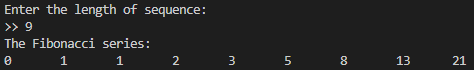 Enter the length of sequence:
>> 9
The Fibonacci series:
0 1 1 2 3 5 8 13 21